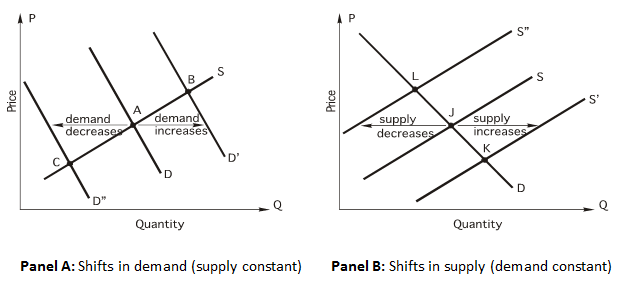 P
Price
A
B
S
C
demand
decreases
demand
increases
D"
D
D'
Q
Quantity
Panel A: Shifts in demand (supply constant)
P
Price
S"
L
S
J
S'
supply
decreases
supply
increases
K
D
Q
Quantity
Panel B: Shifts in supply (demand constant)